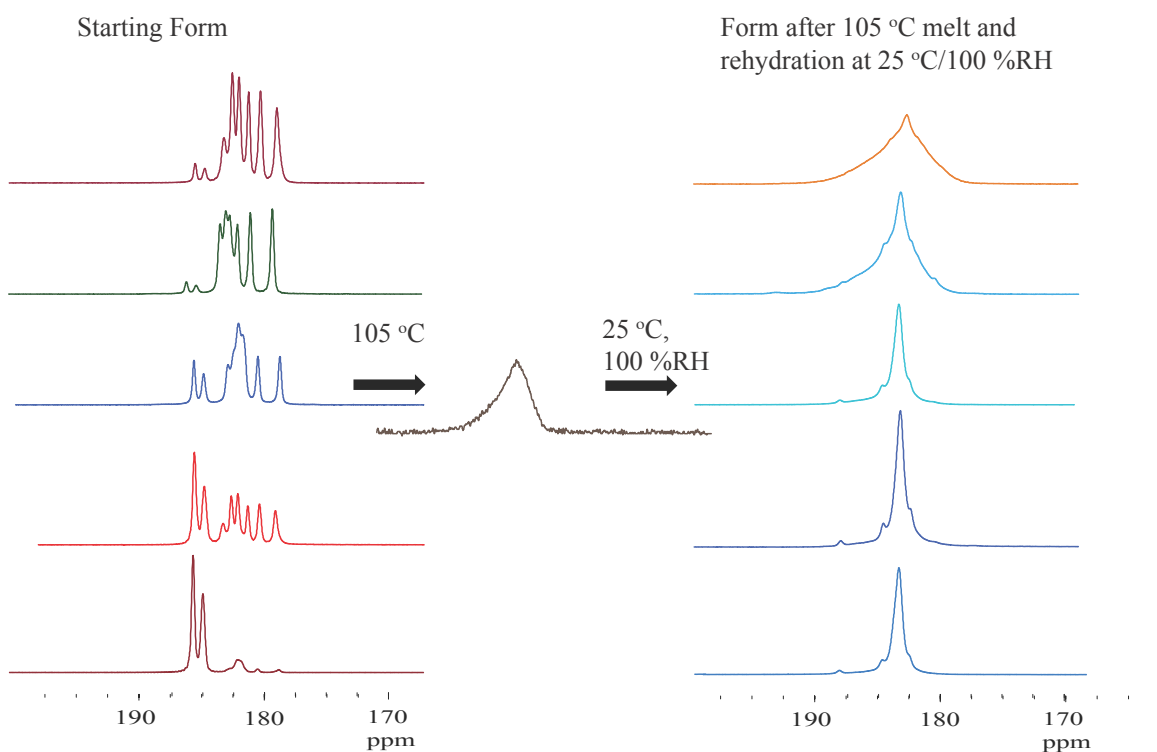 Starting Form
Form after 105 °C melt and
rehydration at 25 °C/100 %RH
105 °C
25 °C,
100 %RH
190
180
170
ppm
190
180
170
ppm